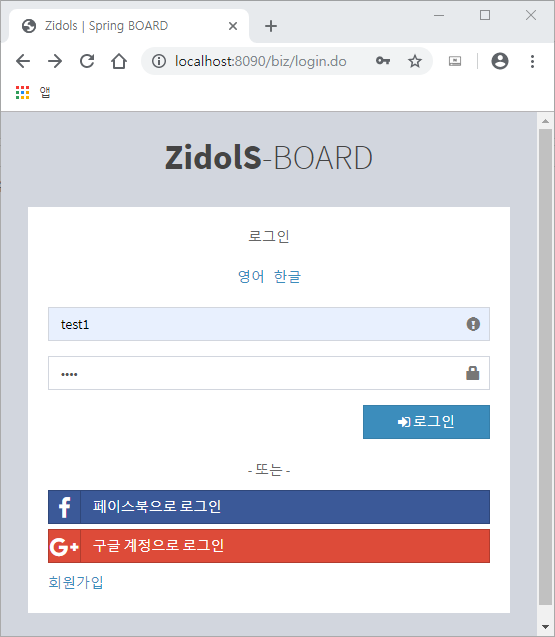 Zidols | Spring BOARD
localhost:8090/biz/login.do
앱
ZidolS-BOARD
로그인
영어 한글
test1
••••
로그인
- 또는 -
f 페이스북으로 로그인
G+ 구글 계정으로 로그인
회원가입